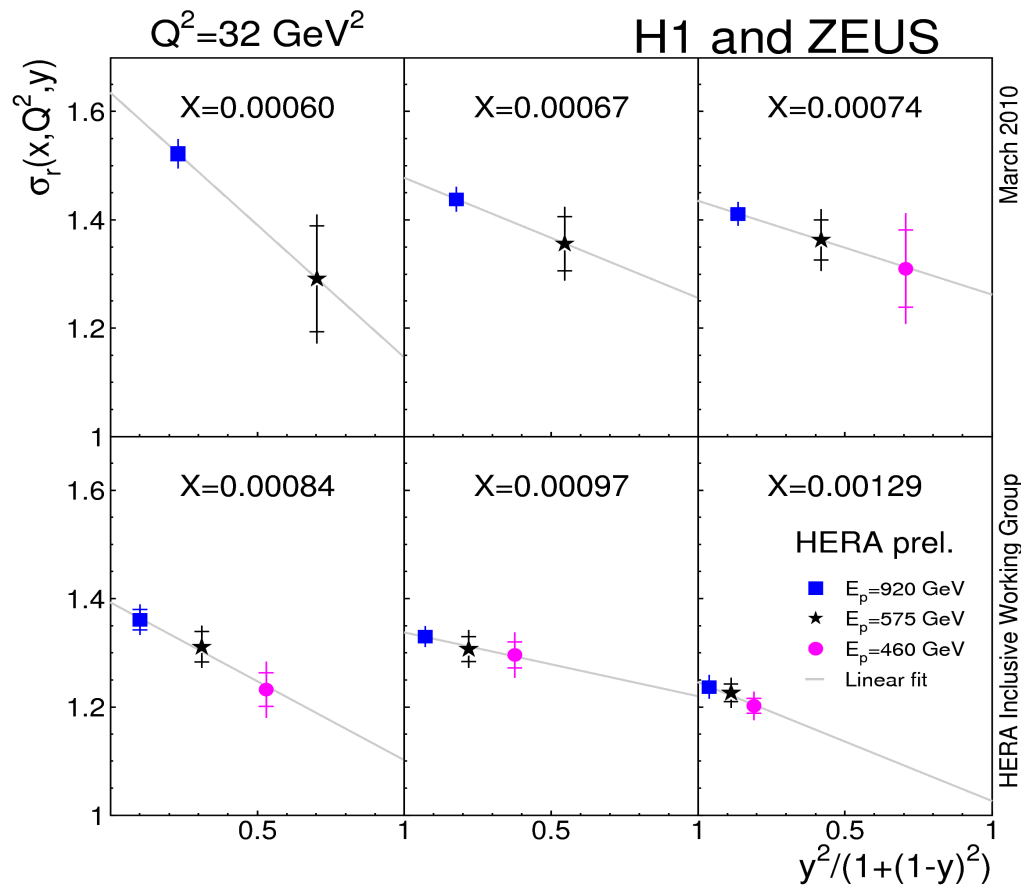 Q²=32 GeV²
H1 and ZEUS
σᵣ(x,Q²,y)
March 2010
X=0.00060
X=0.00067
X=0.00074
1.6
1.4
1.2
1
X=0.00084
X=0.00097
X=0.00129
1.6
1.4
1.2
1
HERA prel.
Eₚ=920 GeV
Eₚ=575 GeV
Eₚ=460 GeV
Linear fit
HERA Inclusive Working Group
0.5 1 0.5 1 0.5 1
y²/(1+(1-y)²)